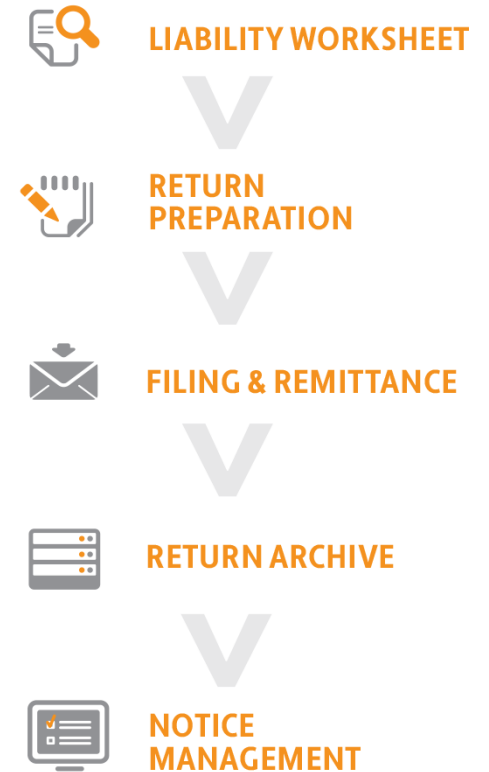 LIABILITY WORKSHEET
RETURN
PREPARATION
FILING & REMITTANCE
RETURN ARCHIVE
NOTICE
MANAGEMENT